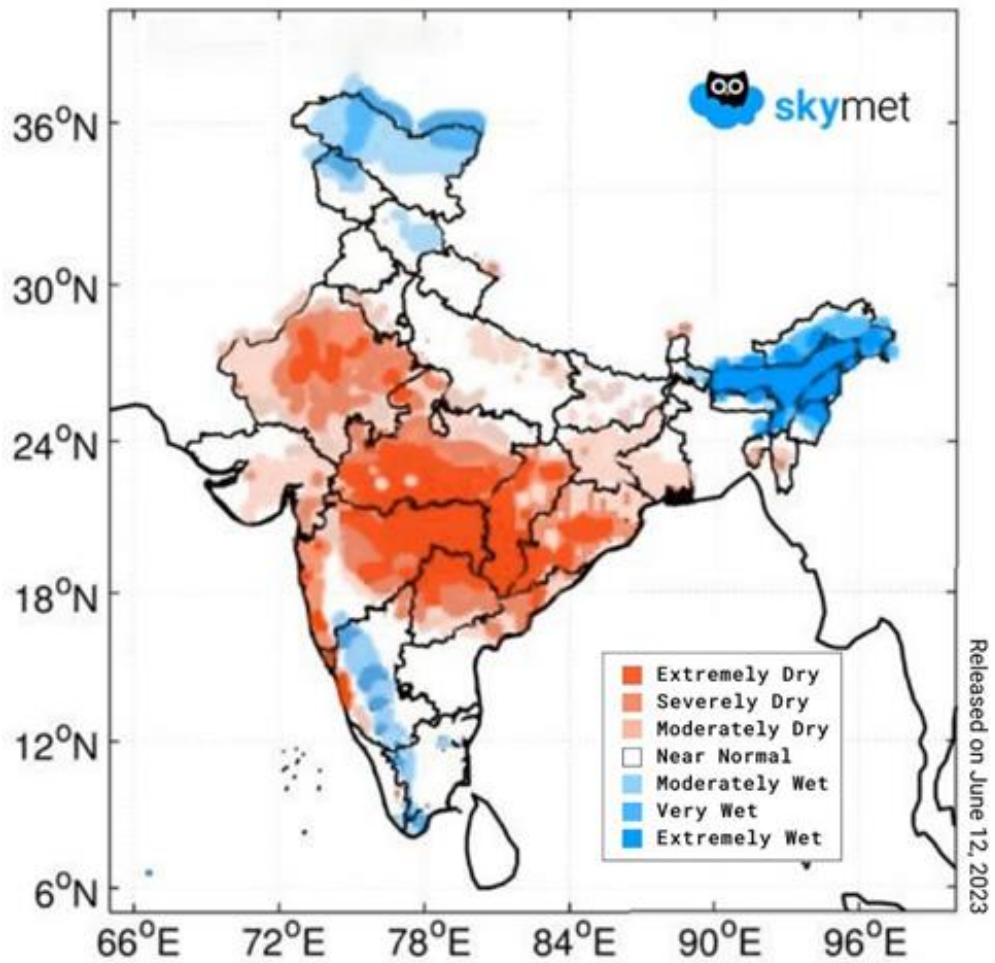 skymet
36°N
30°N
24°N
18°N
12°N
6°N
66°E 72°E 78°E 84°E 90°E 96°E
Extremely Dry
Severely Dry
Moderately Dry
Near Normal
Moderately Wet
Very Wet
Extremely Wet
Released on June 12, 2023